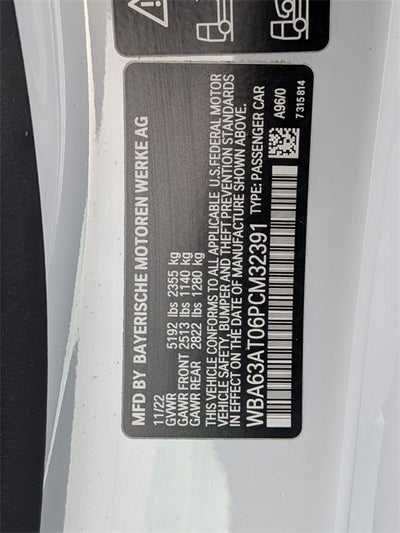 MFD BY BAYERISCHE MOTOREN WERKE AG
11/22
GVWR 5192 lbs 2355 kg
GAWR FRONT 2513 lbs 1140 kg
GAWR REAR 2822 lbs 1280 kg
THIS VEHICLE CONFORMS TO ALL APPLICABLE U.S.FEDERAL MOTOR
VEHICLE SAFETY, BUMPER AND THEFT PREVENTION STANDARDS
IN EFFECT ON THE DATE OF MANUFACTURE SHOWN ABOVE.
WBA63AT06PCM32391 TYPE: PASSENGER CAR
A96/0
7 315 814